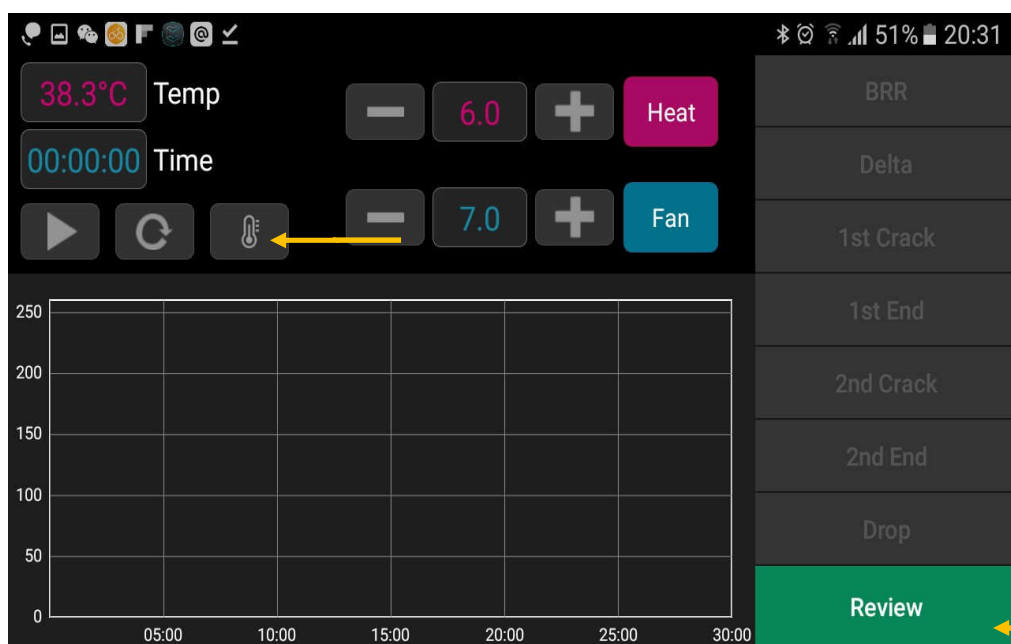 51% 20:31
38.3°C Temp
6.0 Heat
00:00:00 Time
7.0 Fan
BRR
Delta
1st Crack
1st End
2nd Crack
2nd End
Drop
Review
250
200
150
100
50
0
05:00 10:00 15:00 20:00 25:00 30:00